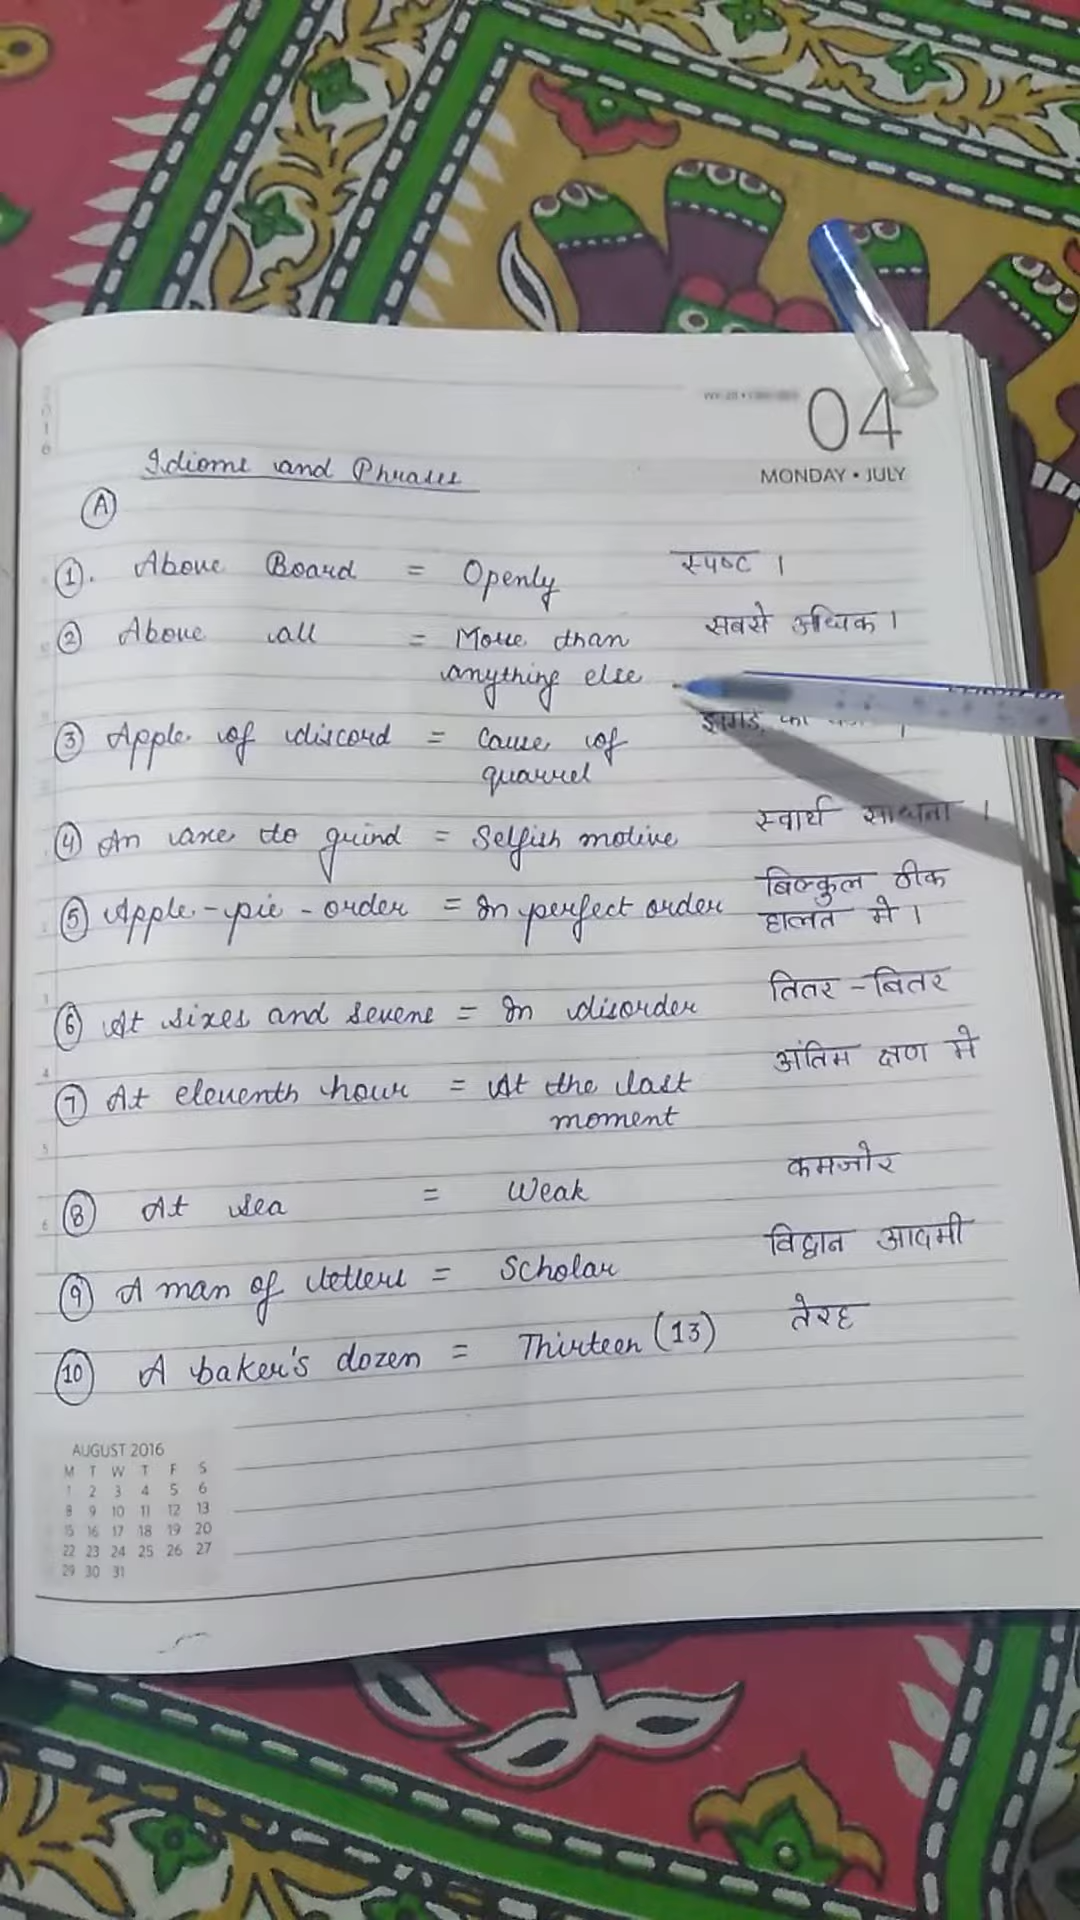 04
MONDAY • JULY
Idioms and Phrases
(A)
(1). Above Board = Openly स्पष्ट ।
(2) Above all = More than सबसे अधिक ।
anything else
(3) Apple of discord = Cause of झगड़े का
quarrel
(4) An axe to grind = Selfish motive स्वार्थ साधना ।
(5) Apple-pie-order = In perfect order बिल्कुल ठीक
हालत मे ।
(6) At sixes and sevens = In disorder तितर-बितर
(7) At eleventh hour = At the last अंतिम क्षण मे
moment
(8) At sea = Weak कमजोर
(9) A man of letters = Scholar विद्वान आदमी
(10) A baker's dozen = Thirteen (13) तेरह
AUGUST 2016
M T W T F S
1 2 3 4 5 6
8 9 10 11 12 13
15 16 17 18 19 20
22 23 24 25 26 27
29 30 31